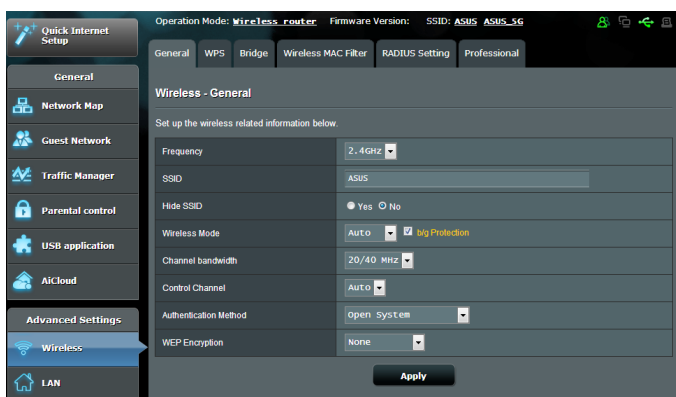 Quick Internet Setup
Operation Mode: Wireless router Firmware Version: SSID: ASUS ASUS_5G
General WPS Bridge Wireless MAC Filter RADIUS Setting Professional
General
Network Map
Guest Network
Traffic Manager
Parental control
USB application
AiCloud
Advanced Settings
Wireless
LAN
Wireless - General
Set up the wireless related information below.
Frequency 2.4GHz
SSID ASUS
Hide SSID Yes No
Wireless Mode Auto b/g Protection
Channel bandwidth 20/40 MHz
Control Channel Auto
Authentication Method Open System
WEP Encryption None
Apply